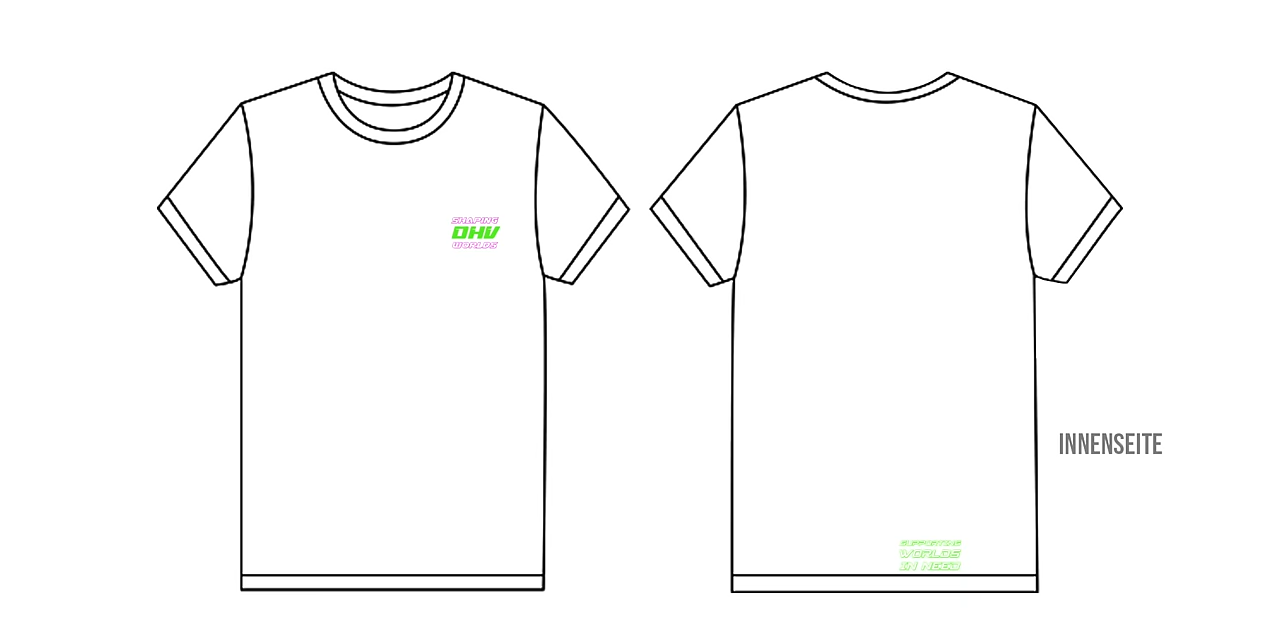 SHAPING
DHV
WORLDS
INNENSEITE
SUPPORTING
WORLDS
IN NEED